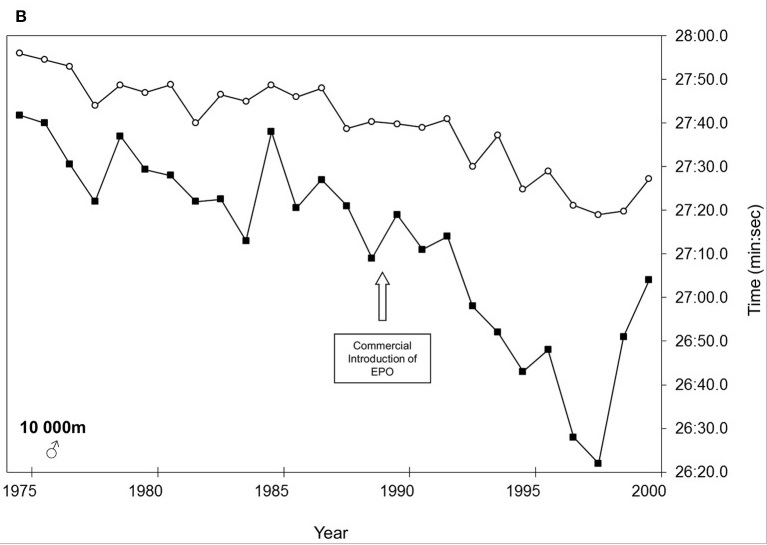 B
28:00.0
27:50.0
27:40.0
27:30.0
27:20.0
27:10.0
27:00.0
26:50.0
26:40.0
26:30.0
26:20.0
Time (min:sec)
Commercial
Introduction of
EPO
10 000m
♂
1975 1980 1985 1990 1995 2000
Year